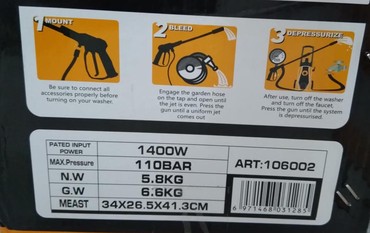 1 MOUNT
2 BLEED
3 DEPRESSURIZE
Be sure to connect all
accessories properly before
turning on your washer.
Engage the garden hose
on the tap and open until
the jet is even. Press the
gun until a uniform jet
comes out
After use, turn off the washer
and turn off the faucet.
Press the gun until the system
is depressurised.
PATED INPUT
POWER
1400W
MAX.Pressure
110BAR
N.W
5.8KG
G.W
6.6KG
MEAST
34X26.5X41.3CM
ART:106002
6 971468 031283